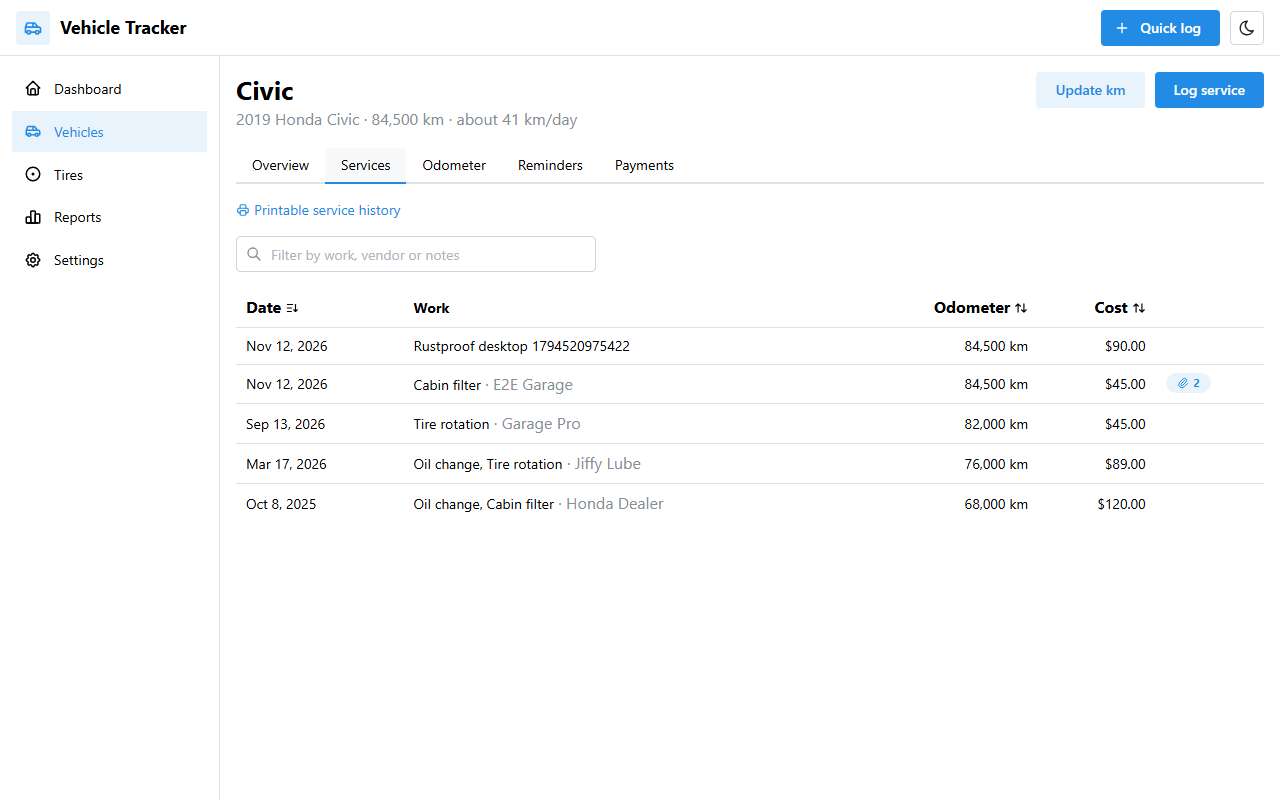 Vehicle Tracker
Quick log
Dashboard
Vehicles
Tires
Reports
Settings
Civic
2019 Honda Civic · 84,500 km · about 41 km/day
Update km
Log service
Overview Services Odometer Reminders Payments
Printable service history
Filter by work, vendor or notes
Date Work Odometer Cost
Nov 12, 2026 Rustproof desktop 1794520975422 84,500 km $90.00
Nov 12, 2026 Cabin filter · E2E Garage 84,500 km $45.00 2
Sep 13, 2026 Tire rotation · Garage Pro 82,000 km $45.00
Mar 17, 2026 Oil change, Tire rotation · Jiffy Lube 76,000 km $89.00
Oct 8, 2025 Oil change, Cabin filter · Honda Dealer 68,000 km $120.00